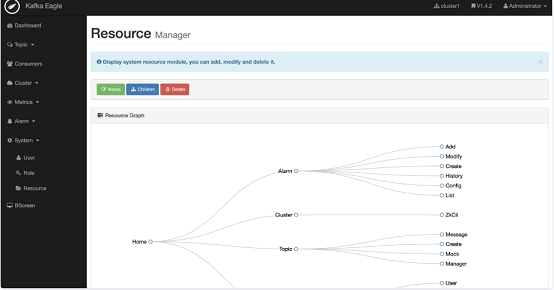 Kafka Eagle
cluster1
V1.4.2
Administrator
Dashboard
Topic
Consumers
Cluster
Metrics
Alarm
System
User
Role
Resource
BScreen
Resource Manager
Display system resource module, you can add, modify and delete it.
×
Home
Children
Delete
Resource Graph
Add
Modify
Alarm
Create
History
Config
List
Cluster
ZkCli
Home
Message
Topic
Create
Mock
Manager
User